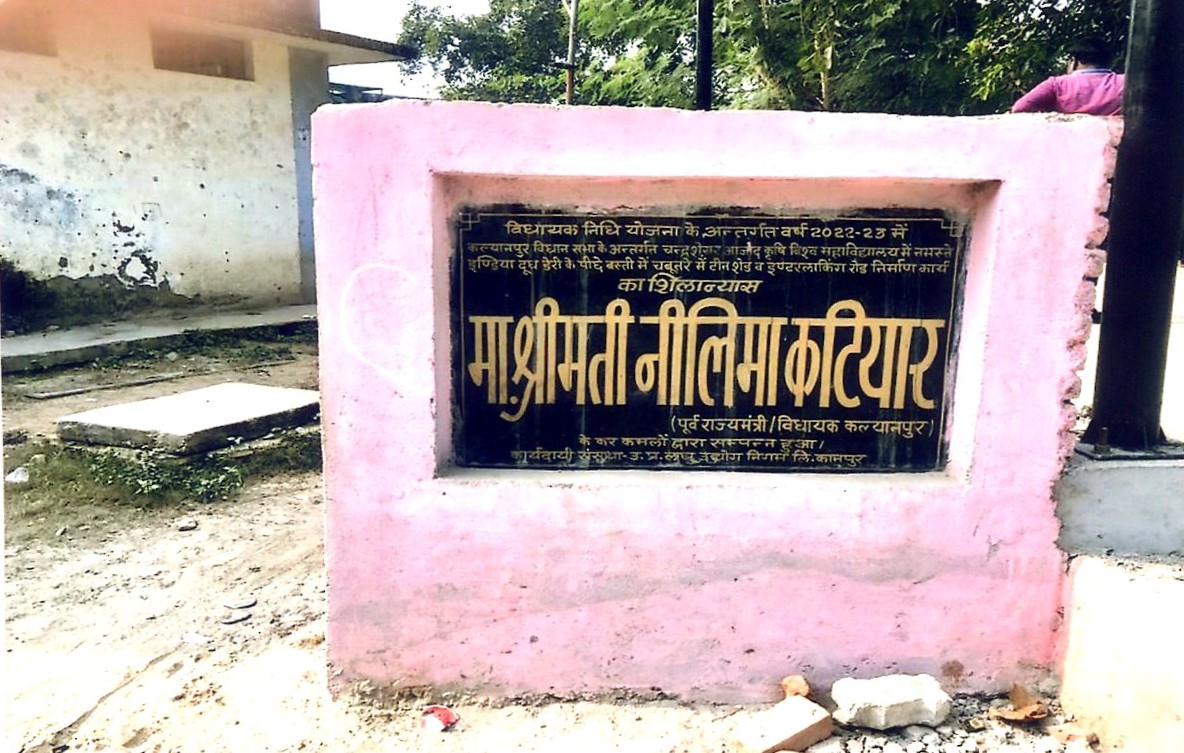 विधायक निधि योजना के अन्तर्गत वर्ष 2022-23 में
कल्यानपुर विधान सभा के अन्तर्गत चन्द्रशेखर आजाद कृषि विश्व महाविद्यालय में नमस्ते
इण्डिया दूध डेरी के पीछे बस्ती में चबूतरे में टीन शेड व इण्टरलाकिंग रोड निर्माण कार्य
का शिलान्यास
मा.श्रीमती नीलिमा कटियार
(पूर्व राज्यमंत्री/विधायक कल्यानपुर)
के कर कमलों द्वारा सम्पन्न हुआ।
कार्यदायी संस्था-उ.प्र.लघु उद्योग निगम लि.कानपुर